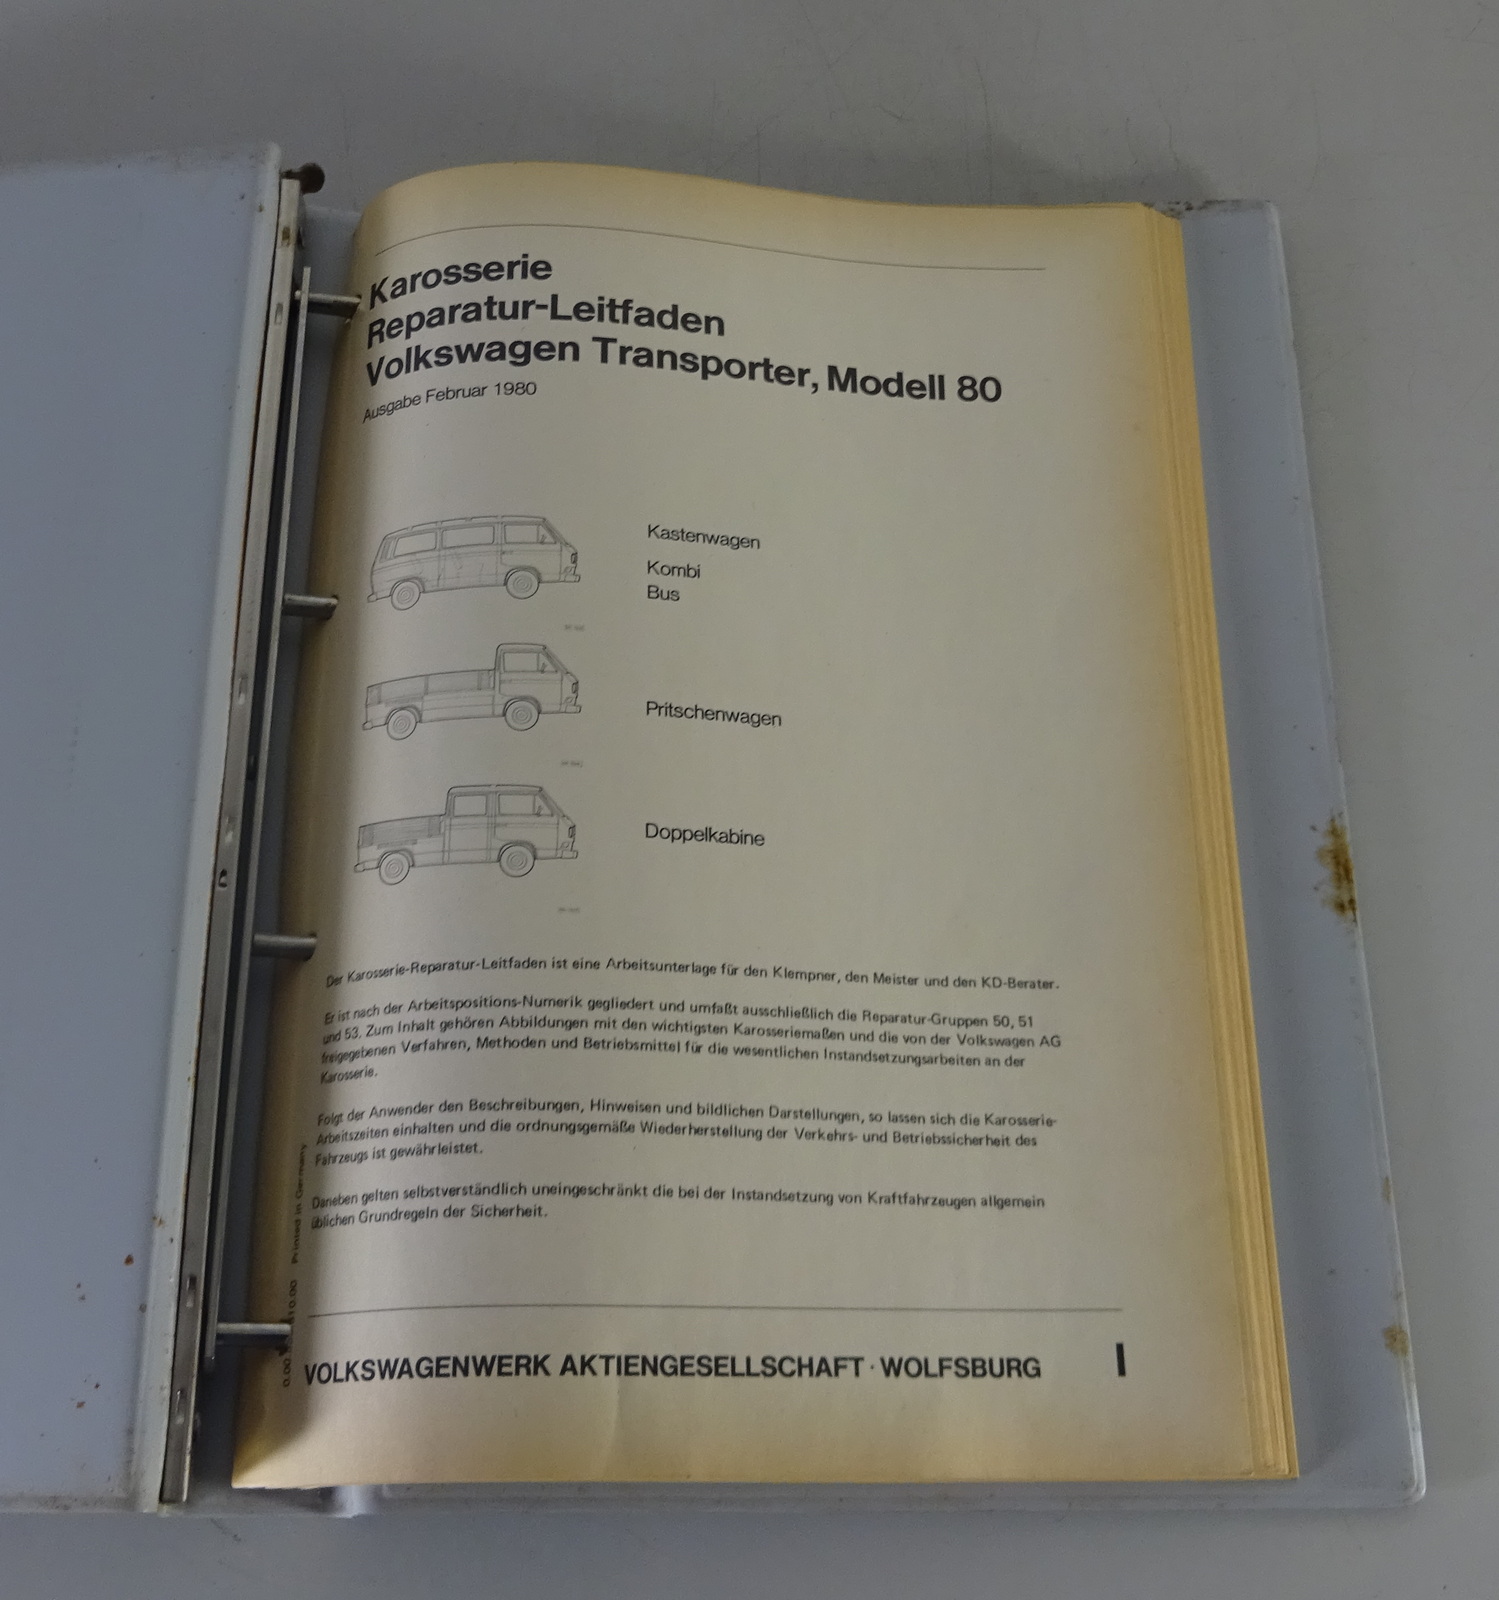 Karosserie
Reparatur-Leitfaden
Volkswagen Transporter, Modell 80
Ausgabe Februar 1980
Kastenwagen
Kombi
Bus
Pritschenwagen
Doppelkabine
Der Karosserie-Reparatur-Leitfaden ist eine Arbeitsunterlage für den Klempner, den Meister und den KD-Berater.
Er ist nach der Arbeitspositions-Numerik gegliedert und umfaßt ausschließlich die Reparatur-Gruppen 50, 51
und 53. Zum Inhalt gehören Abbildungen mit den wichtigsten Karosseriemaßen und die von der Volkswagen AG
freigegebenen Verfahren, Methoden und Betriebsmittel für die wesentlichen Instandsetzungsarbeiten an der
Karosserie.
Folgt der Anwender den Beschreibungen, Hinweisen und bildlichen Darstellungen, so lassen sich die Karosserie-
Arbeitszeiten einhalten und die ordnungsgemäße Wiederherstellung der Verkehrs- und Betriebssicherheit des
Fahrzeugs ist gewährleistet.
Daneben gelten selbstverständlich uneingeschränkt die bei der Instandsetzung von Kraftfahrzeugen allgemein
üblichen Grundregeln der Sicherheit.
Printed in Germany
VOLKSWAGENWERK AKTIENGESELLSCHAFT · WOLFSBURG
I